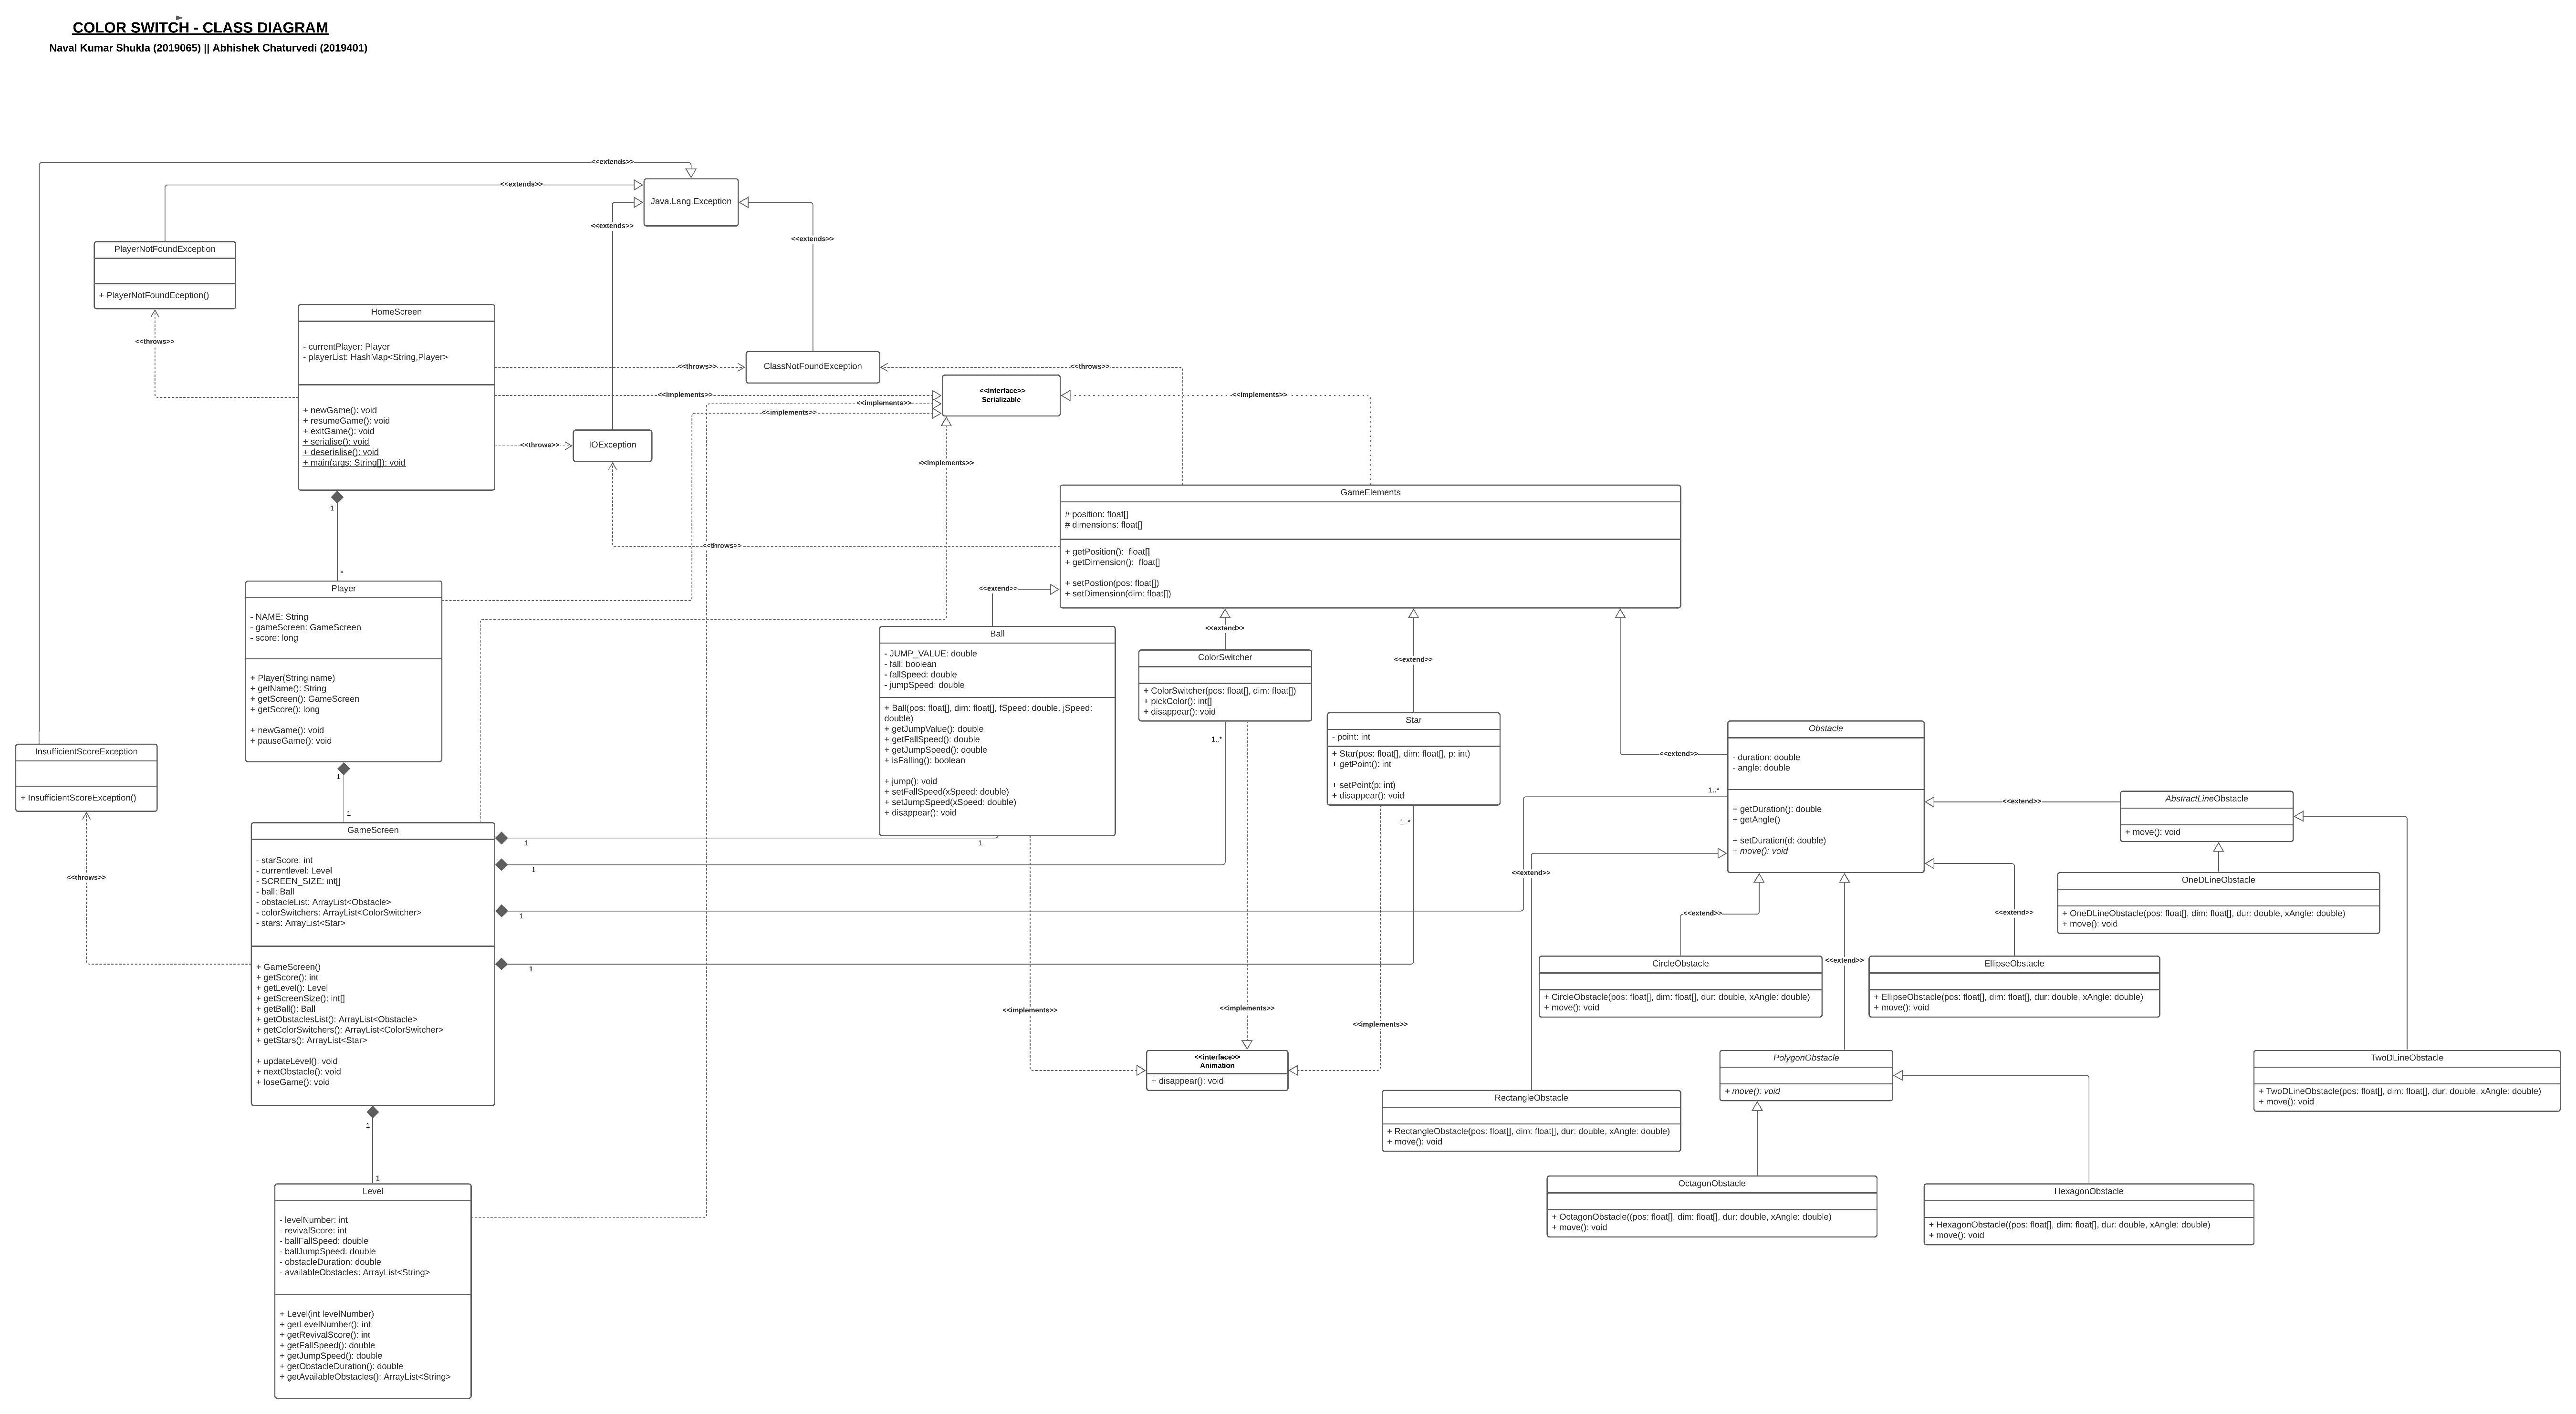 COLOR SWITCH - CLASS DIAGRAM
Naval Kumar Shukla (2019065) || Abhishek Chaturvedi (2019401)
<<extends>>
<<extends>>
Java.Lang.Exception
<<extends>>
<<extends>>
PlayerNotFoundException
+ PlayerNotFoundEception()
<<throws>>
HomeScreen
- currentPlayer: Player
- playerList: HashMap<String,Player>
+ newGame(): void
+ resumeGame(): void
+ exitGame(): void
+ serialise(): void
+ deserialise(): void
+ main(args: String[]): void
<<throws>>
ClassNotFoundException
<<throws>>
<<implements>>
<<implements>>
<<implements>>
<<interface>>
Serializable
<<implements>>
<<throws>>
IOException
<<implements>>
1
*
<<throws>>
GameElements
# position: float[]
# dimensions: float[]
+ getPosition():  float[]
+ getDimension():  float[]
+ setPostion(pos: float[])
+ setDimension(dim: float[])
Player
- NAME: String
- gameScreen: GameScreen
- score: long
+ Player(String name)
+ getName(): String
+ getScreen(): GameScreen
+ getScore(): long
+ newGame(): void
+ pauseGame(): void
<<extend>>
Ball
- JUMP_VALUE: double
- fall: boolean
- fallSpeed: double
- jumpSpeed: double
+ Ball(pos: float[], dim: float[], fSpeed: double, jSpeed:
double)
+ getJumpValue(): double
+ getFallSpeed(): double
+ getJumpSpeed(): double
+ isFalling(): boolean
+ jump(): void
+ setFallSpeed(xSpeed: double)
+ setJumpSpeed(xSpeed: double)
+ disappear(): void
<<extend>>
ColorSwitcher
+ ColorSwitcher(pos: float[], dim: float[])
+ pickColor(): int[]
+ disappear(): void
1..*
<<extend>>
Star
- point: int
+ Star(pos: float[], dim: float[], p: int)
+ getPoint(): int
+ setPoint(p: int)
+ disappear(): void
1..*
<<extend>>
Obstacle
- duration: double
- angle: double
+ getDuration(): double
+ getAngle()
+ setDuration(d: double)
+ move(): void
1..*
<<extend>>
AbstractLineObstacle
+ move(): void
InsufficientScoreException
+ InsufficientScoreException()
<<throws>>
1
1
GameScreen
- starScore: int
- currentlevel: Level
- SCREEN_SIZE: int[]
- ball: Ball
- obstacleList: ArrayList<Obstacle>
- colorSwitchers: ArrayList<ColorSwitcher>
- stars: ArrayList<Star>
+ GameScreen()
+ getScore(): int
+ getLevel(): Level
+ getScreenSize(): int[]
+ getBall(): Ball
+ getObstaclesList(): ArrayList<Obstacle>
+ getColorSwitchers(): ArrayList<ColorSwitcher>
+ getStars(): ArrayList<Star>
+ updateLevel(): void
+ nextObstacle(): void
+ loseGame(): void
1
1
1
1
1
<<extend>>
<<extend>>
<<extend>>
<<extend>>
OneDLineObstacle
+ OneDLineObstacle(pos: float[], dim: float[], dur: double, xAngle: double)
+ move(): void
CircleObstacle
+ CircleObstacle(pos: float[], dim: float[], dur: double, xAngle: double)
+ move(): void
EllipseObstacle
+ EllipseObstacle(pos: float[], dim: float[], dur: double, xAngle: double)
+ move(): void
<<implements>>
<<implements>>
<<implements>>
<<interface>>
Animation
+ disappear(): void
RectangleObstacle
+ RectangleObstacle(pos: float[], dim: float[], dur: double, xAngle: double)
+ move(): void
PolygonObstacle
+ move(): void
TwoDLineObstacle
+ TwoDLineObstacle(pos: float[], dim: float[], dur: double, xAngle: double)
+ move(): void
OctagonObstacle
+ OctagonObstacle((pos: float[], dim: float[], dur: double, xAngle: double)
+ move(): void
HexagonObstacle
+ HexagonObstacle((pos: float[], dim: float[], dur: double, xAngle: double)
+ move(): void
1
1
Level
- levelNumber: int
- revivalScore: int
- ballFallSpeed: double
- ballJumpSpeed: double
- obstacleDuration: double
- availableObstacles: ArrayList<String>
+ Level(int levelNumber)
+ getLevelNumber(): int
+ getRevivalScore(): int
+ getFallSpeed(): double
+ getJumpSpeed(): double
+ getObstacleDuration(): double
+ getAvailableObstacles(): ArrayList<String>